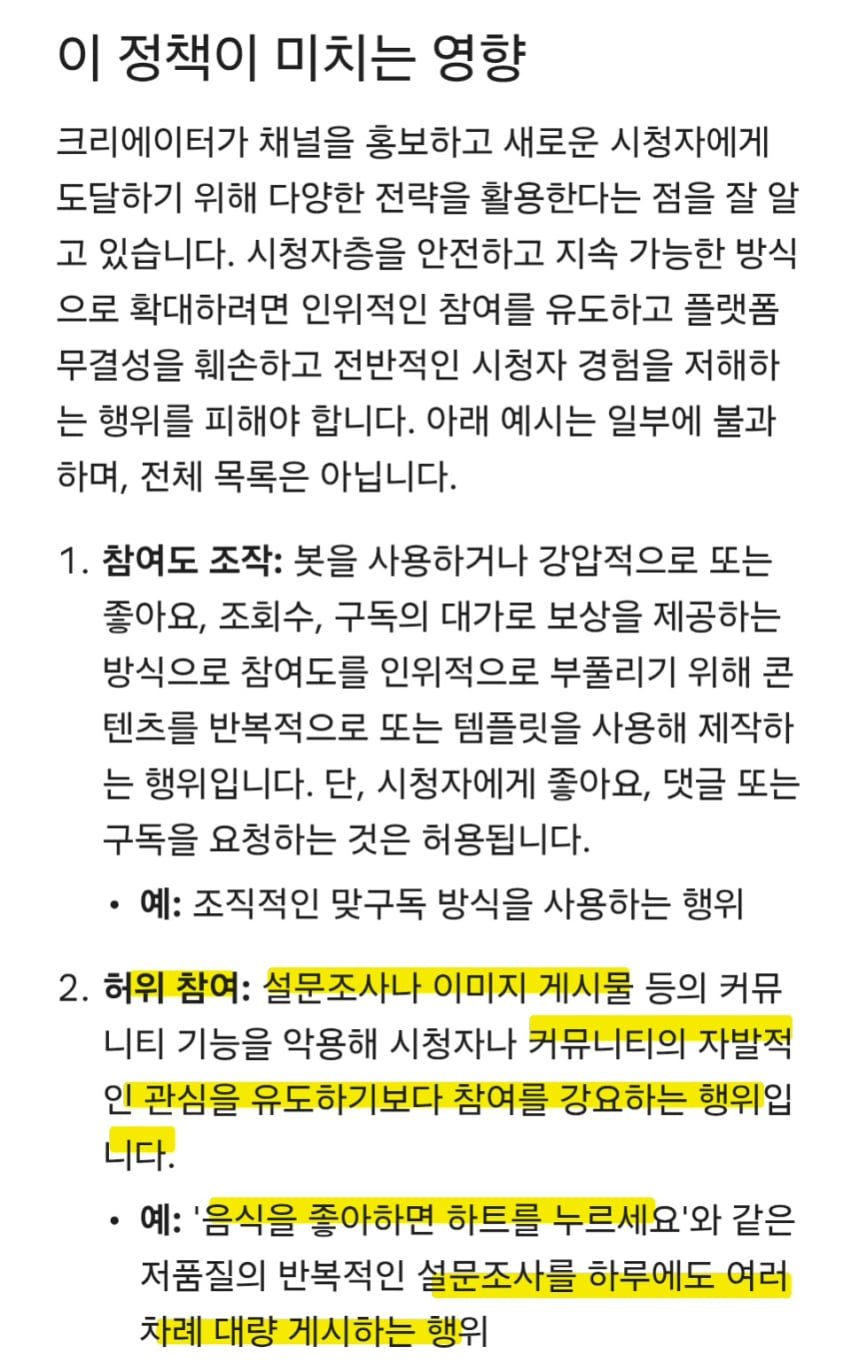 이 정책이 미치는 영향
크리에이터가 채널을 홍보하고 새로운 시청자에게
도달하기 위해 다양한 전략을 활용한다는 점을 잘 알
고 있습니다. 시청자층을 안전하고 지속 가능한 방식
으로 확대하려면 인위적인 참여를 유도하고 플랫폼
무결성을 훼손하고 전반적인 시청자 경험을 저해하
는 행위를 피해야 합니다. 아래 예시는 일부에 불과
하며, 전체 목록은 아닙니다.
1. 참여도 조작: 봇을 사용하거나 강압적으로 또는
좋아요, 조회수, 구독의 대가로 보상을 제공하는
방식으로 참여도를 인위적으로 부풀리기 위해 콘
텐츠를 반복적으로 또는 템플릿을 사용해 제작하
는 행위입니다. 단, 시청자에게 좋아요, 댓글 또는
구독을 요청하는 것은 허용됩니다.
• 예: 조직적인 맞구독 방식을 사용하는 행위
2. 허위 참여: 설문조사나 이미지 게시물 등의 커뮤
니티 기능을 악용해 시청자나 커뮤니티의 자발적
인 관심을 유도하기보다 참여를 강요하는 행위입
니다.
• 예: '음식을 좋아하면 하트를 누르세요'와 같은
저품질의 반복적인 설문조사를 하루에도 여러
차례 대량 게시하는 행위